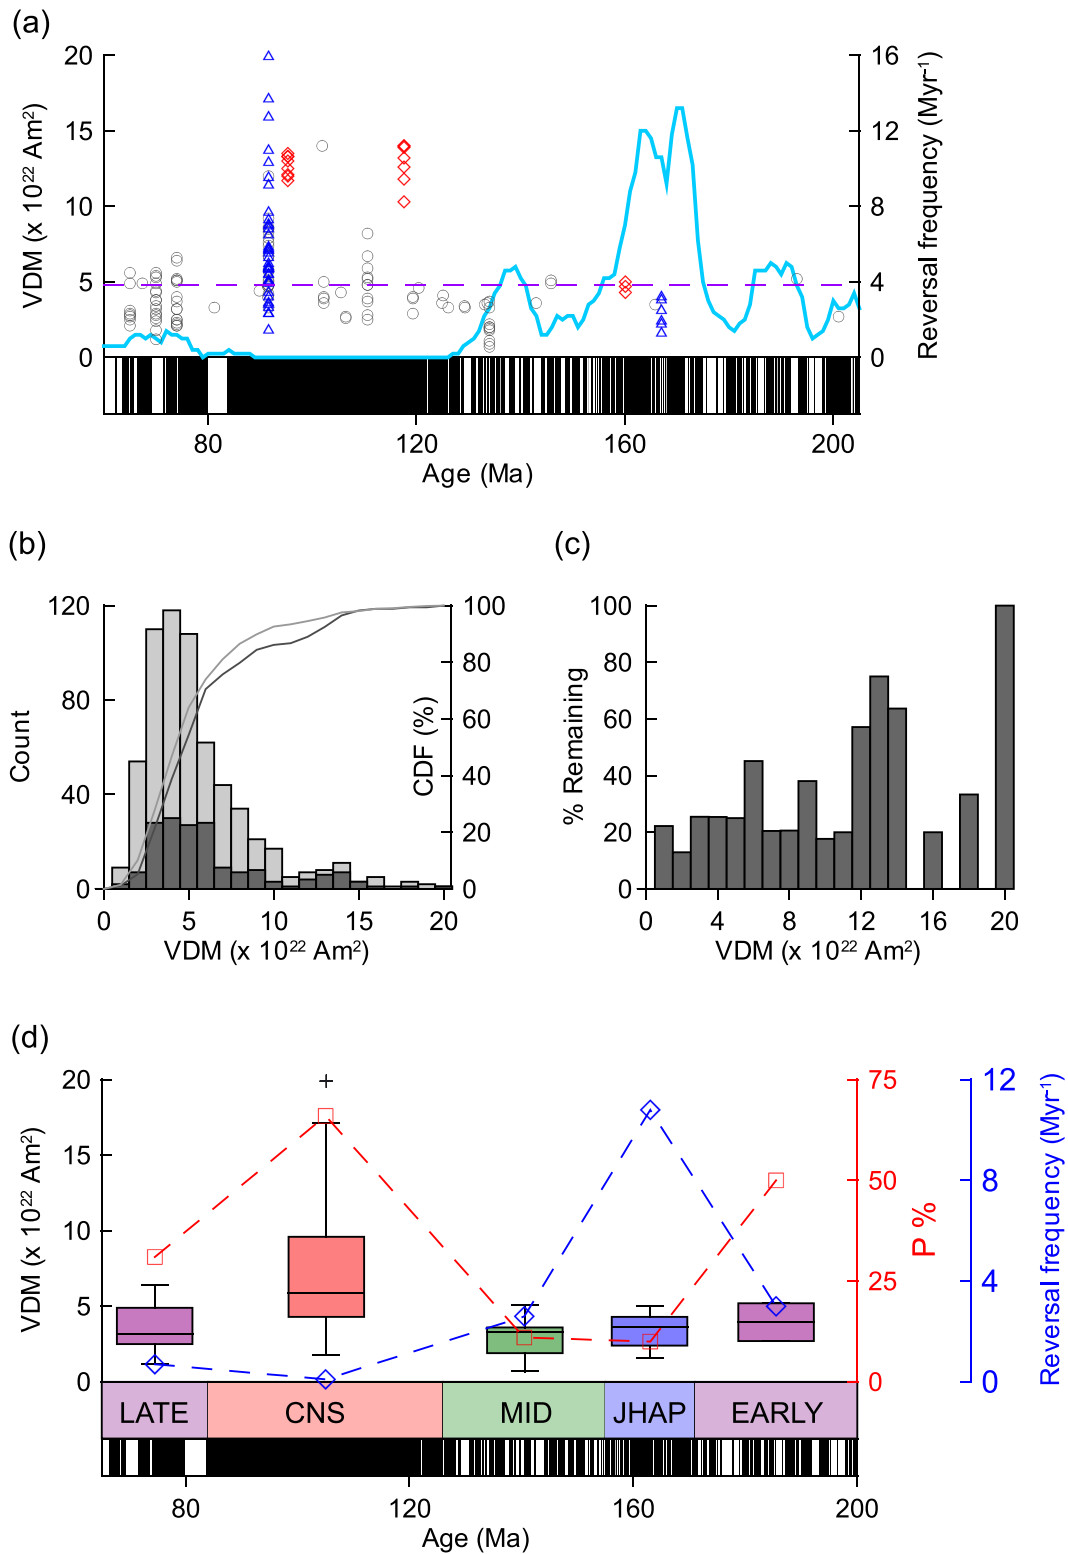 (a)
VDM (x 10²² Am²)
20
15
10
5
0
Reversal frequency (Myr⁻¹)
16
12
8
4
0
80
120
160
200
Age (Ma)
(b)
Count
120
80
40
0
CDF (%)
100
80
60
40
20
0
0
5
10
15
20
VDM (x 10²² Am²)
(c)
% Remaining
100
80
60
40
20
0
0
4
8
12
16
20
VDM (x 10²² Am²)
(d)
VDM (x 10²² Am²)
20
15
10
5
0
P %
75
50
25
0
Reversal frequency (Myr⁻¹)
12
8
4
0
LATE
CNS
MID
JHAP
EARLY
80
120
160
200
Age (Ma)